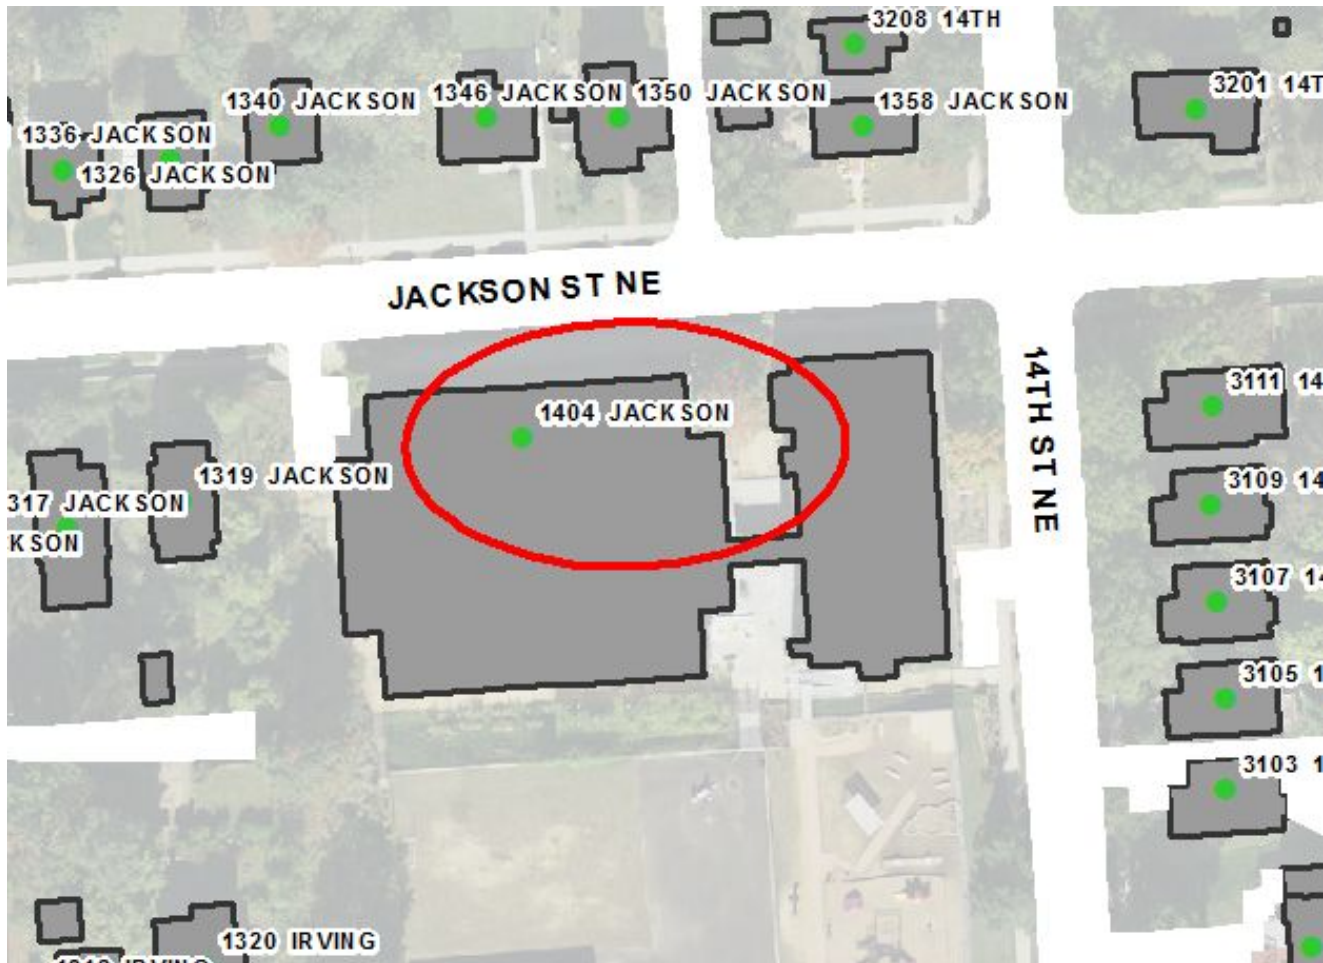 3208 14TH
1340 JACKSON
1346 JACKSON
1350 JACKSON
1358 JACKSON
3201 14T
1336 JACKSON
1326 JACKSON
JACKSON ST NE
14TH ST NE
1404 JACKSON
3111 14
1319 JACKSON
3109 14
317 JACKSON
KSON
3107 14
3105 1
3103 1
1320 IRVING